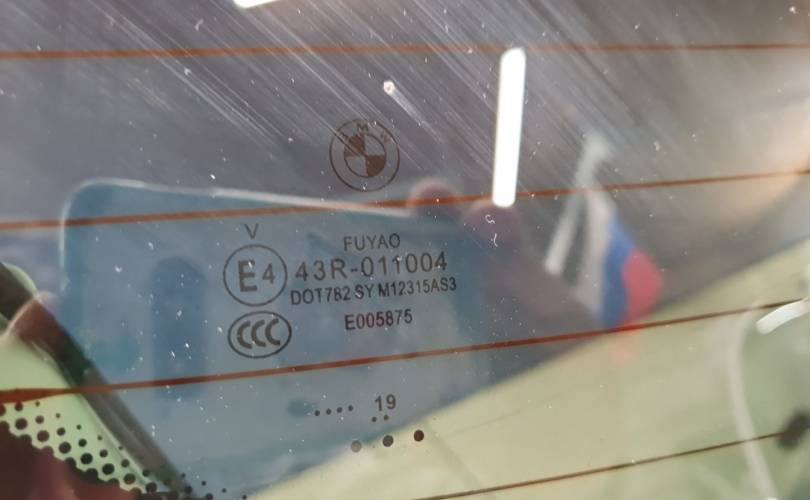 BMW
V
FUYAO
E4 43R-011004
DOT782 SY M12315AS3
CCC E005875
.... 19